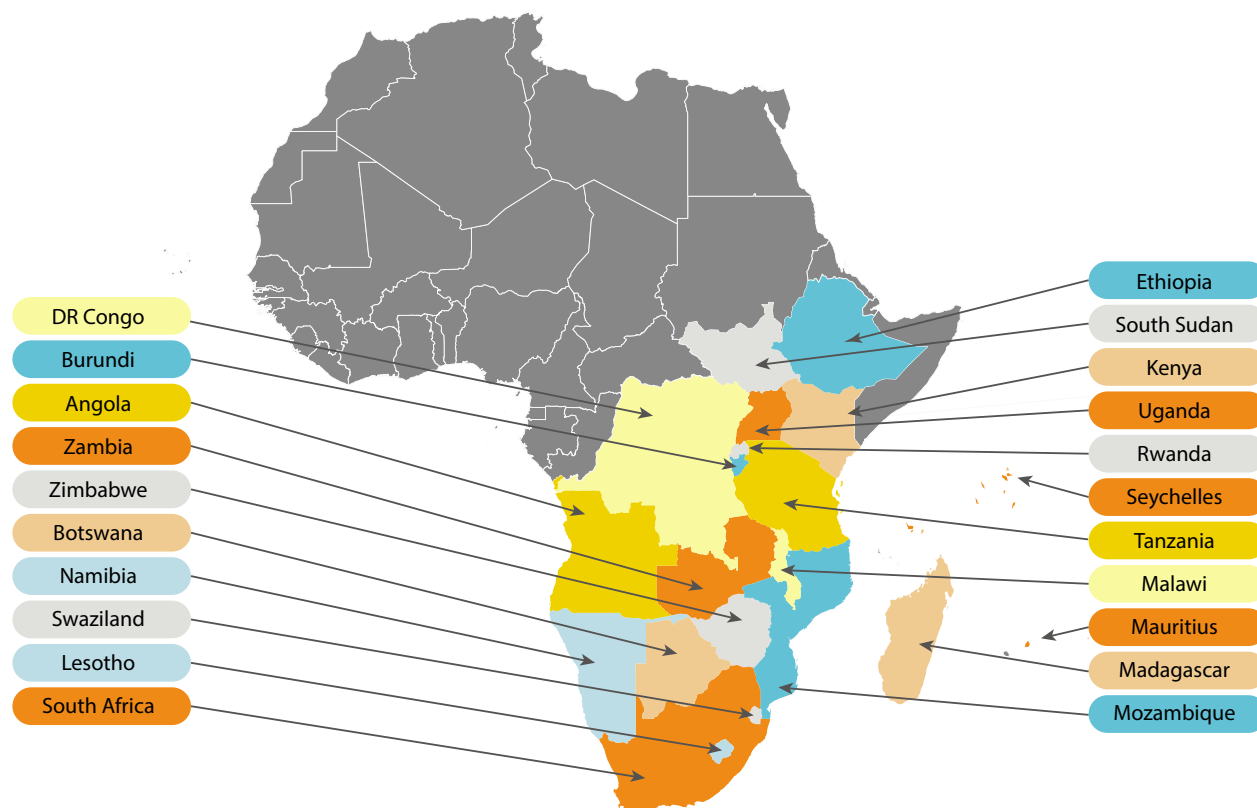 DR Congo
Burundi
Angola
Zambia
Zimbabwe
Botswana
Namibia
Swaziland
Lesotho
South Africa
Ethiopia
South Sudan
Kenya
Uganda
Rwanda
Seychelles
Tanzania
Malawi
Mauritius
Madagascar
Mozambique